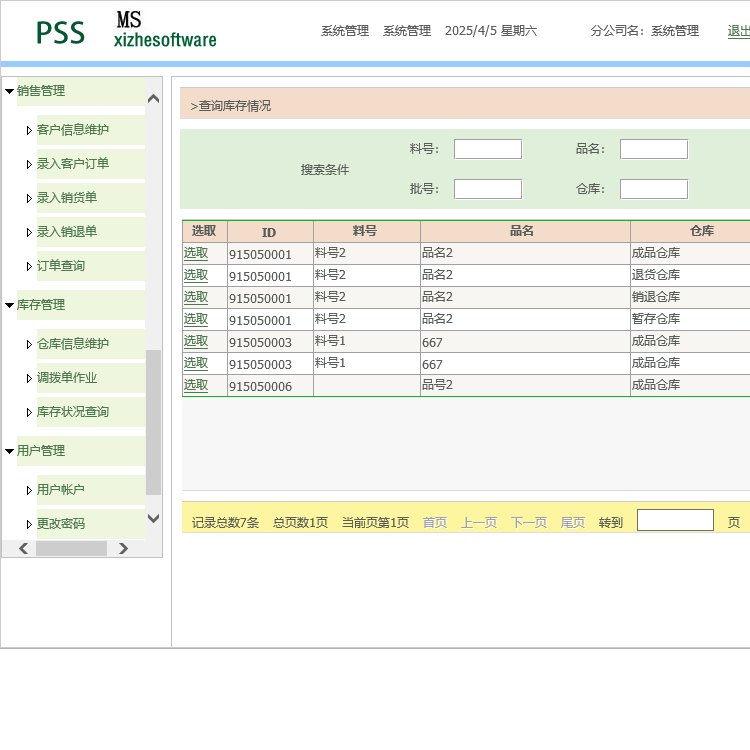 PSS MS 系统管理 系统管理 2025/4/5 星期六 分公司名: 系统管理 退出
xizhesoftware
销售管理
客户信息维护
录入客户订单
录入销货单
录入销退单
订单查询
库存管理
仓库信息维护
调拨单作业
库存状况查询
用户管理
用户帐户
更改密码
>查询库存情况
搜索条件
料号: 品名:
批号: 仓库:
选取 ID 料号 品名 仓库
选取 915050001 料号2 品名2 成品仓库
选取 915050001 料号2 品名2 退货仓库
选取 915050001 料号2 品名2 销退仓库
选取 915050001 料号2 品名2 暂存仓库
选取 915050003 料号1 667 成品仓库
选取 915050003 料号1 667 成品仓库
选取 915050006 品号2 成品仓库
记录总数7条 总页数1页 当前页第1页 首页 上一页 下一页 尾页 转到 页